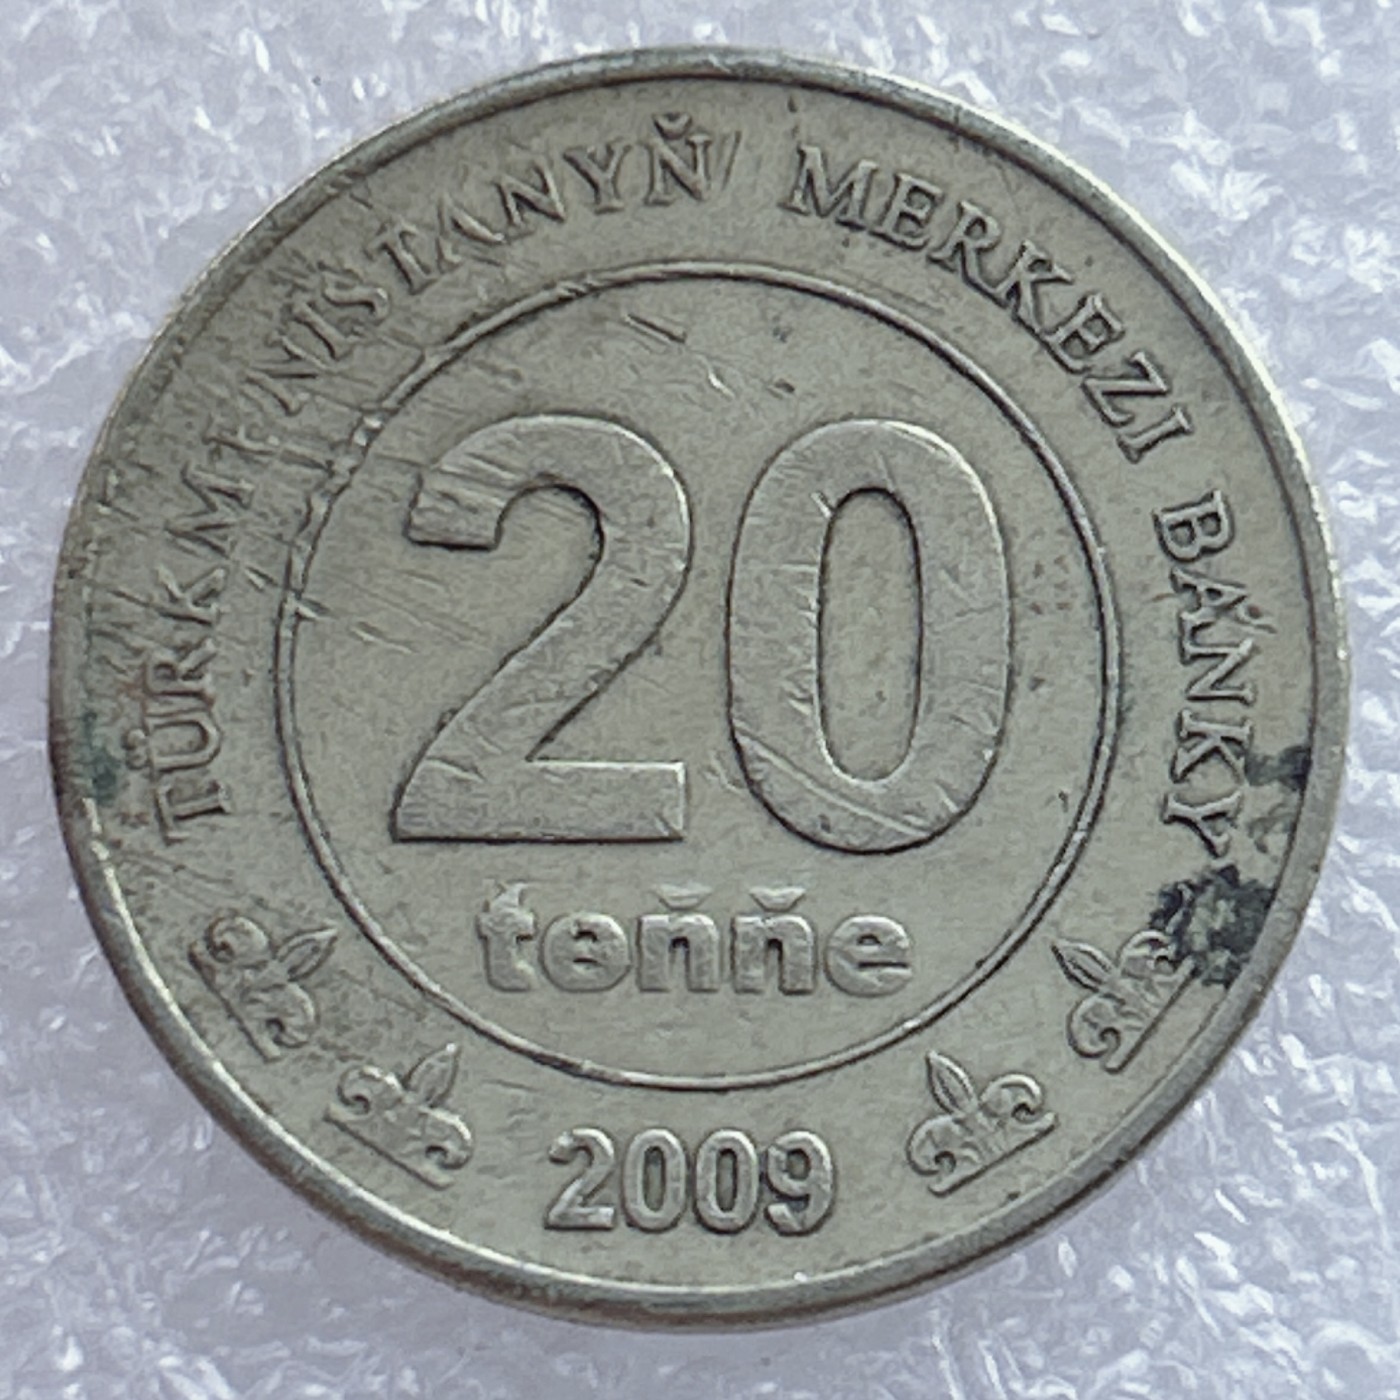 TÜRKMENISTANYŇ MERKEZI BANKY
20
teňňe
2009